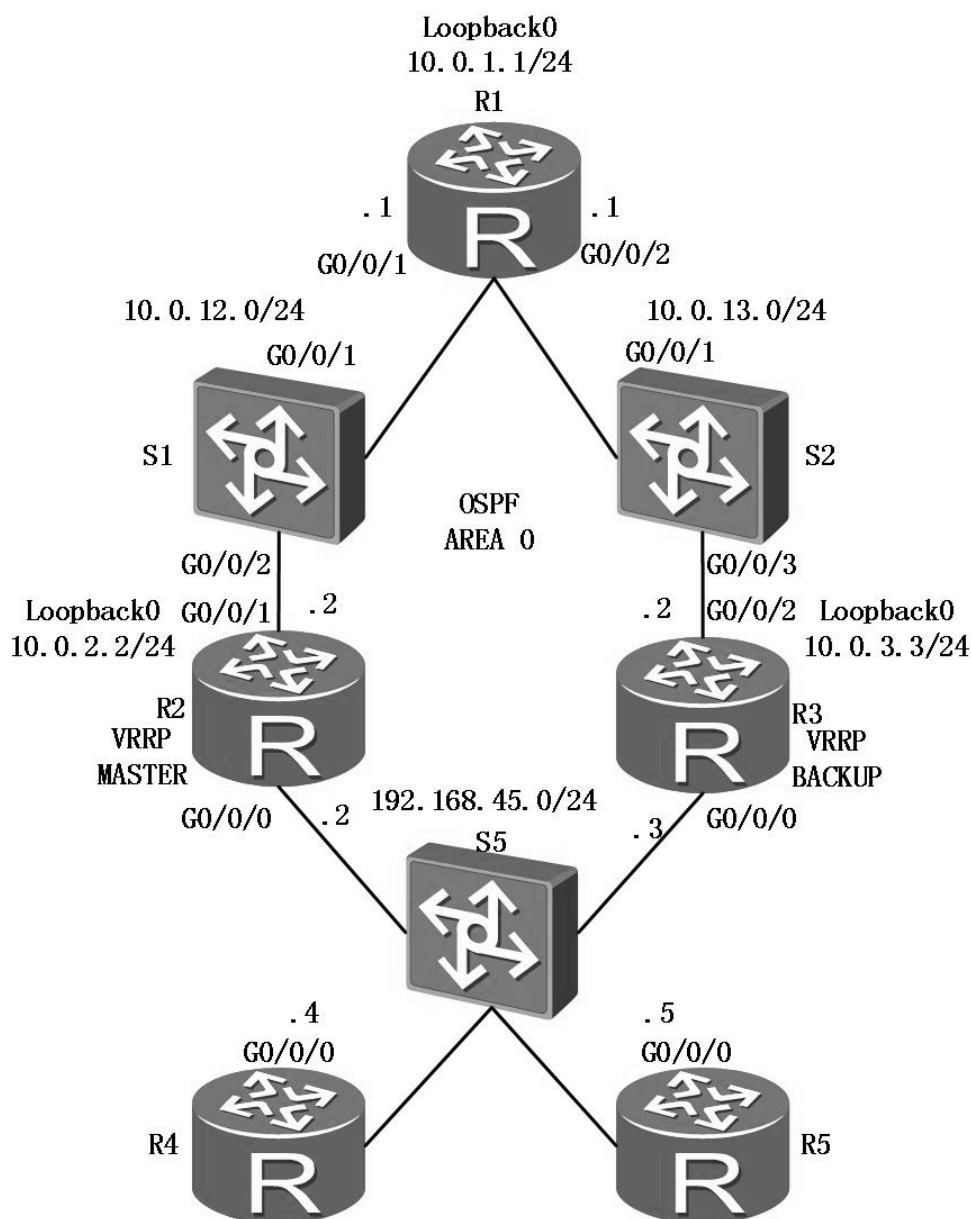 Loopback0
10.0.1.1/24
R1
.1
.1
R
G0/0/1
G0/0/2
10.0.12.0/24
10.0.13.0/24
G0/0/1
G0/0/1
S1
S2
OSPF
AREA 0
G0/0/2
G0/0/3
Loopback0
G0/0/1
.2
.2
G0/0/2
Loopback0
10.0.2.2/24
10.0.3.3/24
R2
VRRP
MASTER
R
R
R3
VRRP
BACKUP
G0/0/0
.2
192.168.45.0/24
.3
G0/0/0
S5
.4
.5
G0/0/0
G0/0/0
R4
R
R
R5